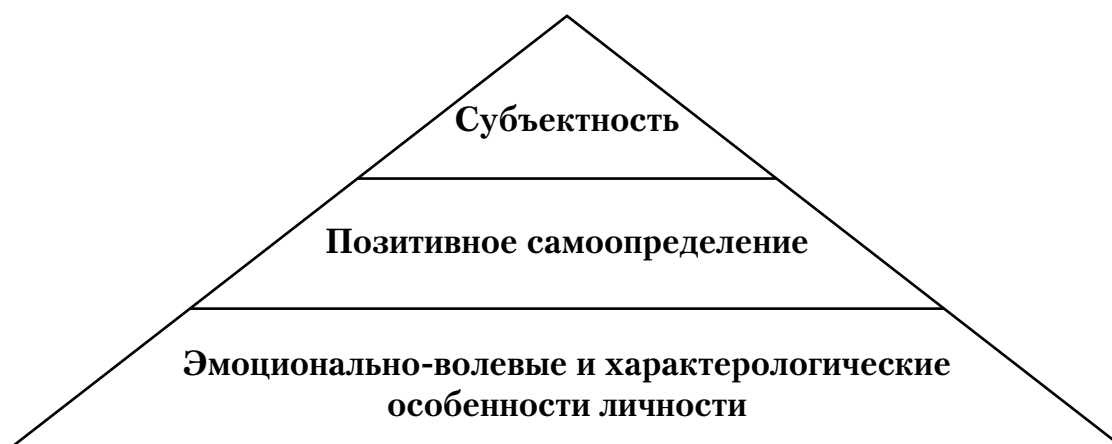 Субъектность
Позитивное самоопределение
Эмоционально-волевые и характерологические
особенности личности